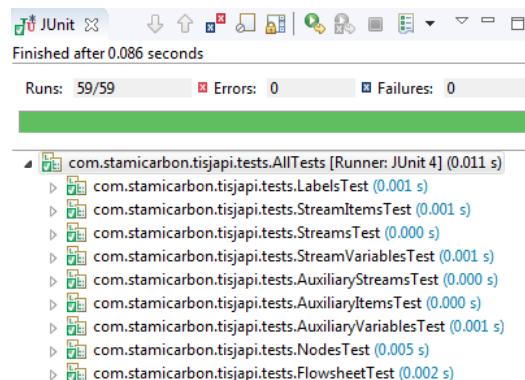 JUnit
Finished after 0.086 seconds
Runs: 59/59 Errors: 0 Failures: 0
com.stamicarbon.tisjapi.tests.AllTests [Runner: JUnit 4] (0.011 s)
com.stamicarbon.tisjapi.tests.LabelsTest (0.001 s)
com.stamicarbon.tisjapi.tests.StreamItemsTest (0.001 s)
com.stamicarbon.tisjapi.tests.StreamsTest (0.000 s)
com.stamicarbon.tisjapi.tests.StreamVariablesTest (0.001 s)
com.stamicarbon.tisjapi.tests.AuxiliaryStreamsTest (0.000 s)
com.stamicarbon.tisjapi.tests.AuxiliaryItemsTest (0.000 s)
com.stamicarbon.tisjapi.tests.AuxiliaryVariablesTest (0.001 s)
com.stamicarbon.tisjapi.tests.NodesTest (0.005 s)
com.stamicarbon.tisjapi.tests.FlowsheetTest (0.002 s)